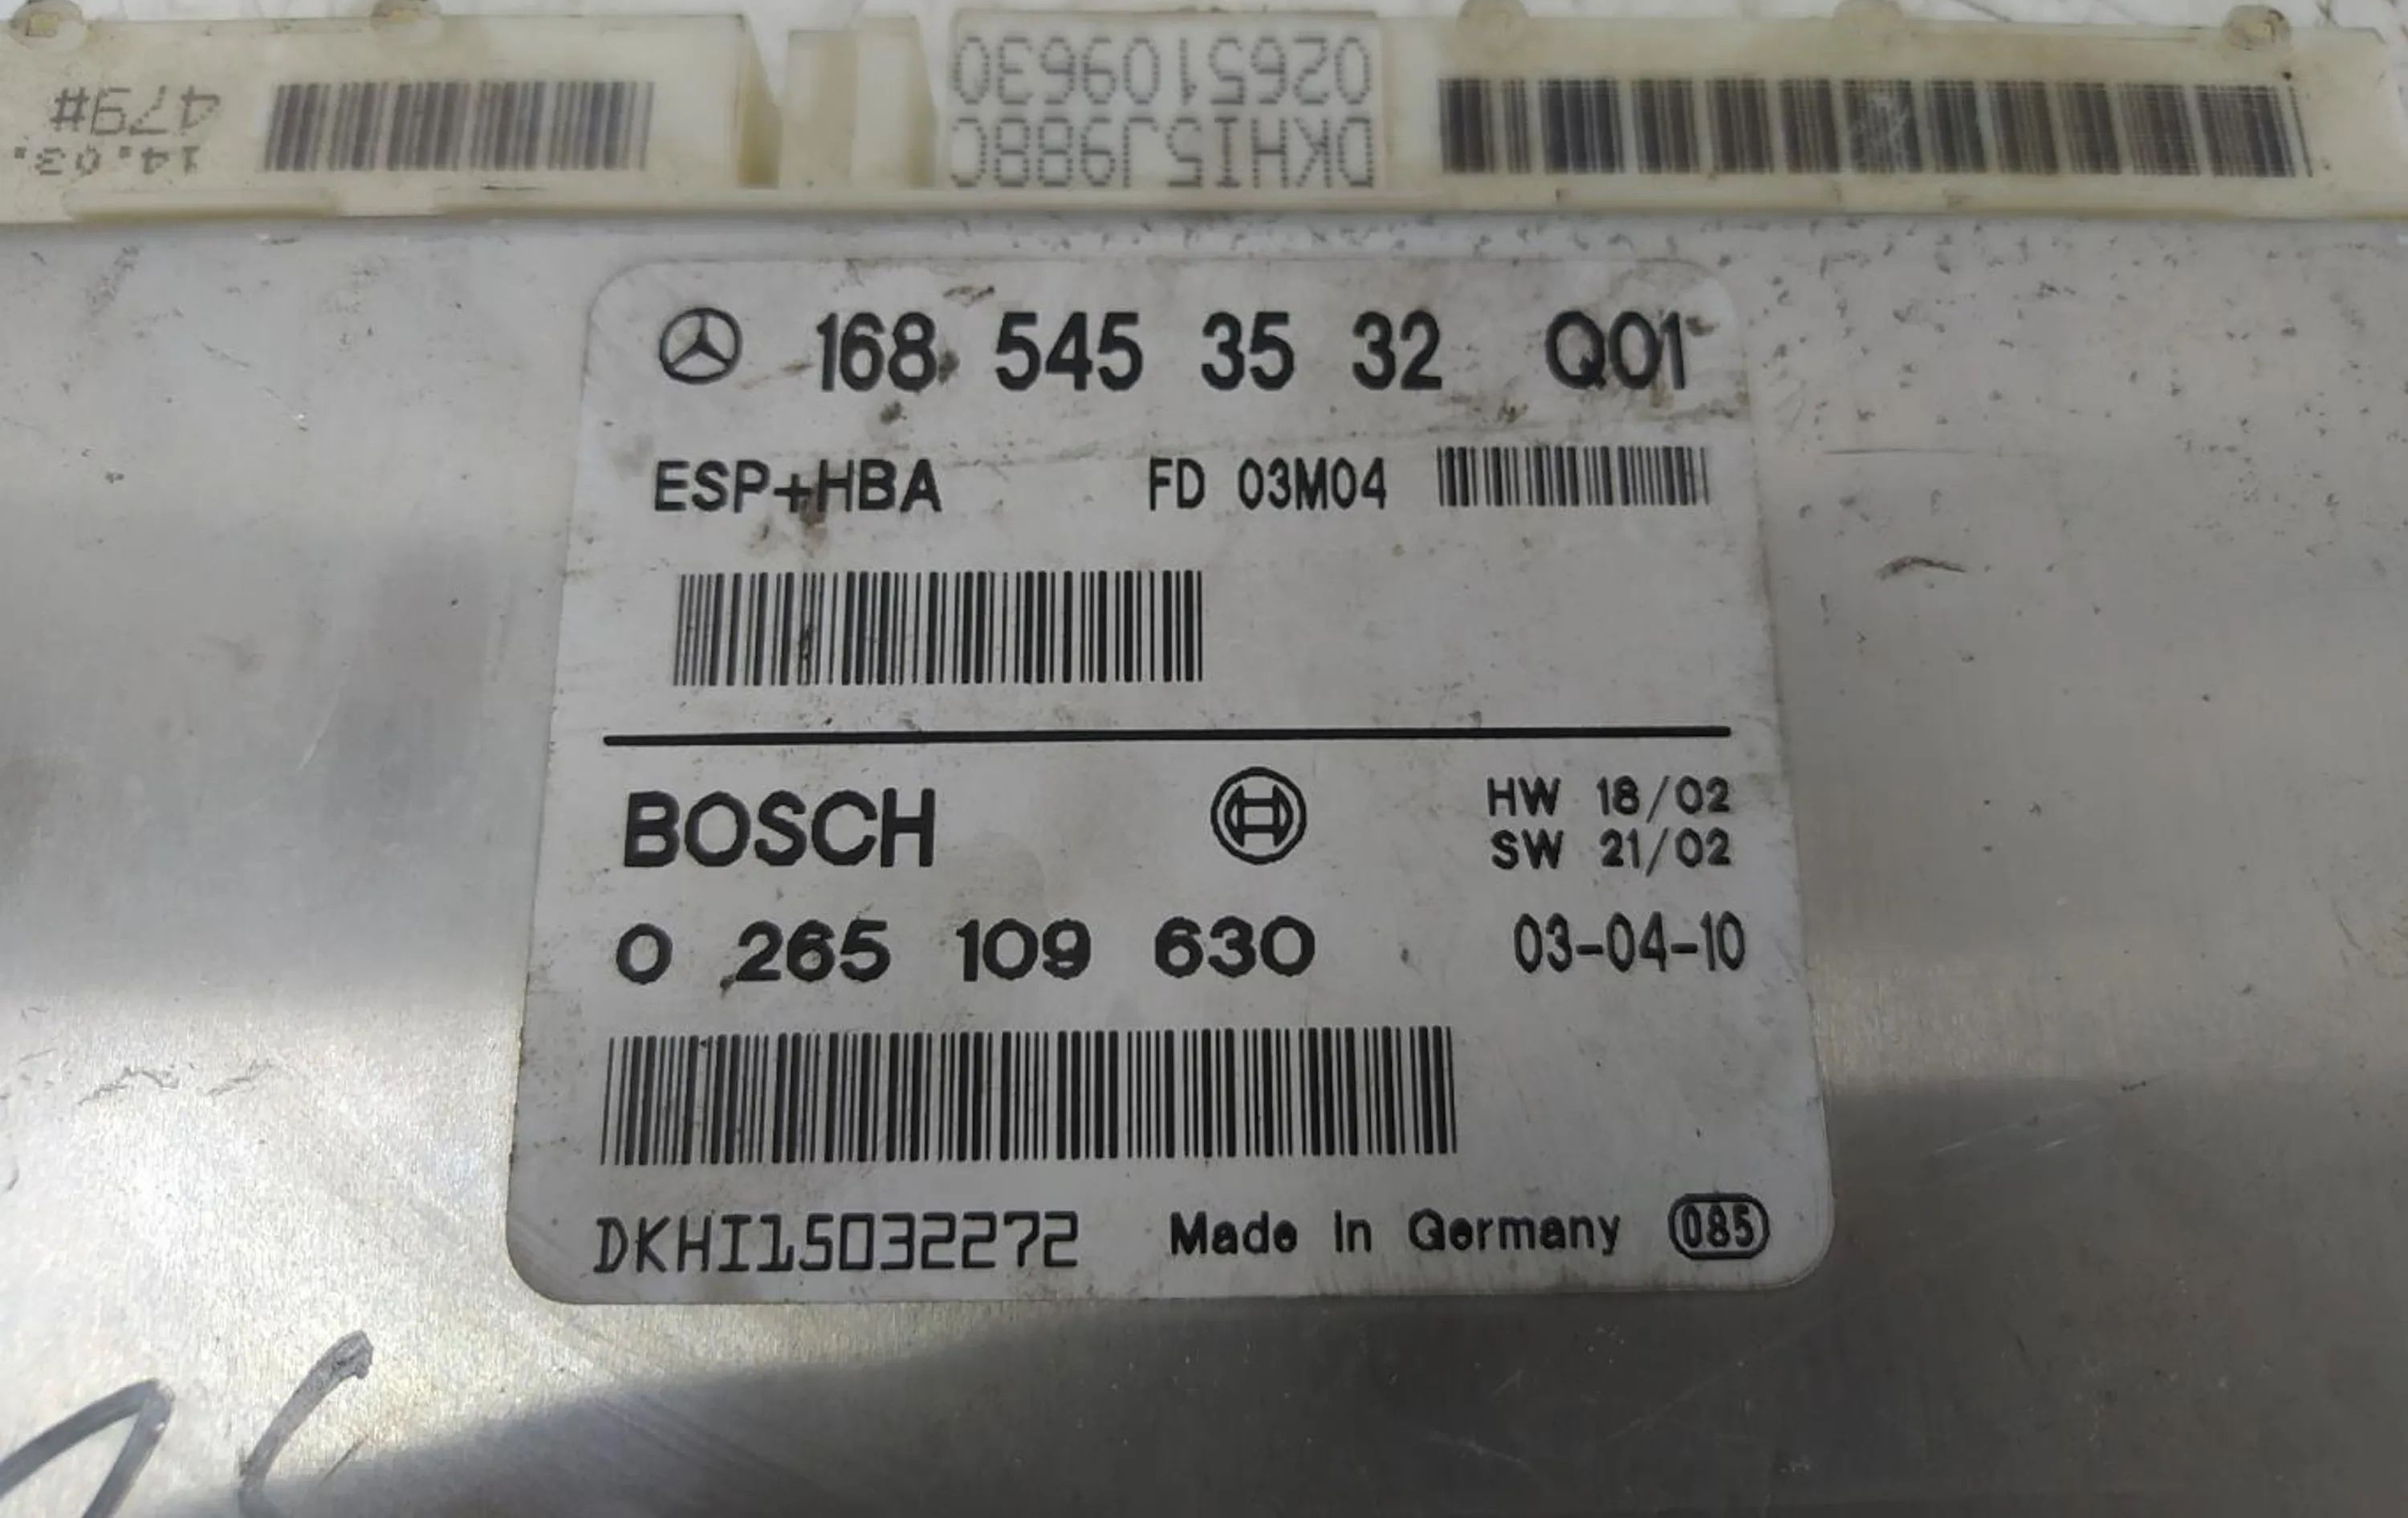 0265109630
DKHI5J988C
479#
14.03.
168 545 35 32 Q01
ESP+HBA FD 03M04
BOSCH HW 18/02
SW 21/02
0 265 109 630 03-04-10
DKHI15032272 Made in Germany 085